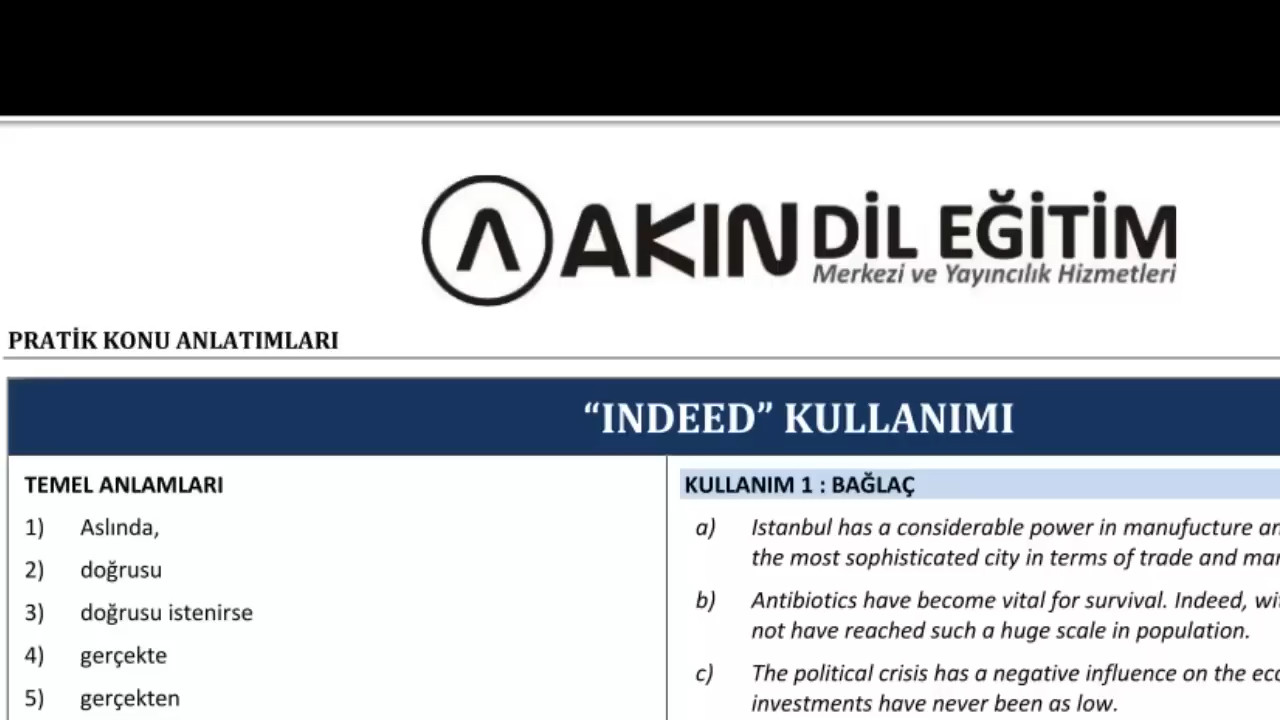 AKIN DİL EĞİTİM
Merkezi ve Yayıncılık Hizmetleri
PRATİK KONU ANLATIMLARI
“INDEED” KULLANIMI
TEMEL ANLAMLARI
1) Aslında,
2) doğrusu
3) doğrusu istenirse
4) gerçekte
5) gerçekten
KULLANIM 1 : BAĞLAÇ
a) Istanbul has a considerable power in manufucture
the most sophisticated city in terms of trade and
b) Antibiotics have become vital for survival. Indeed,
not have reached such a huge scale in population.
c) The political crisis has a negative influence on the
investments have never been as low.